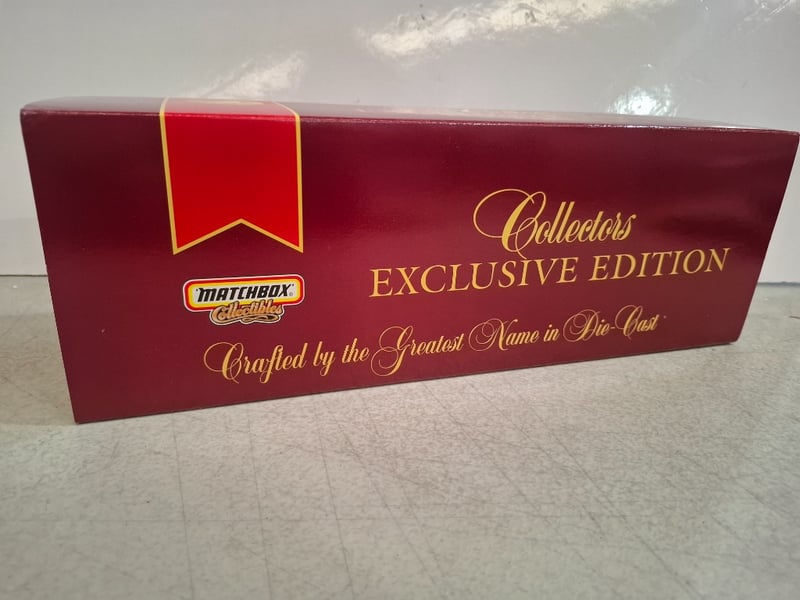 Collectors
EXCLUSIVE EDITION
MATCHBOX®
Collectibles
Crafted by the Greatest Name in Die-Cast